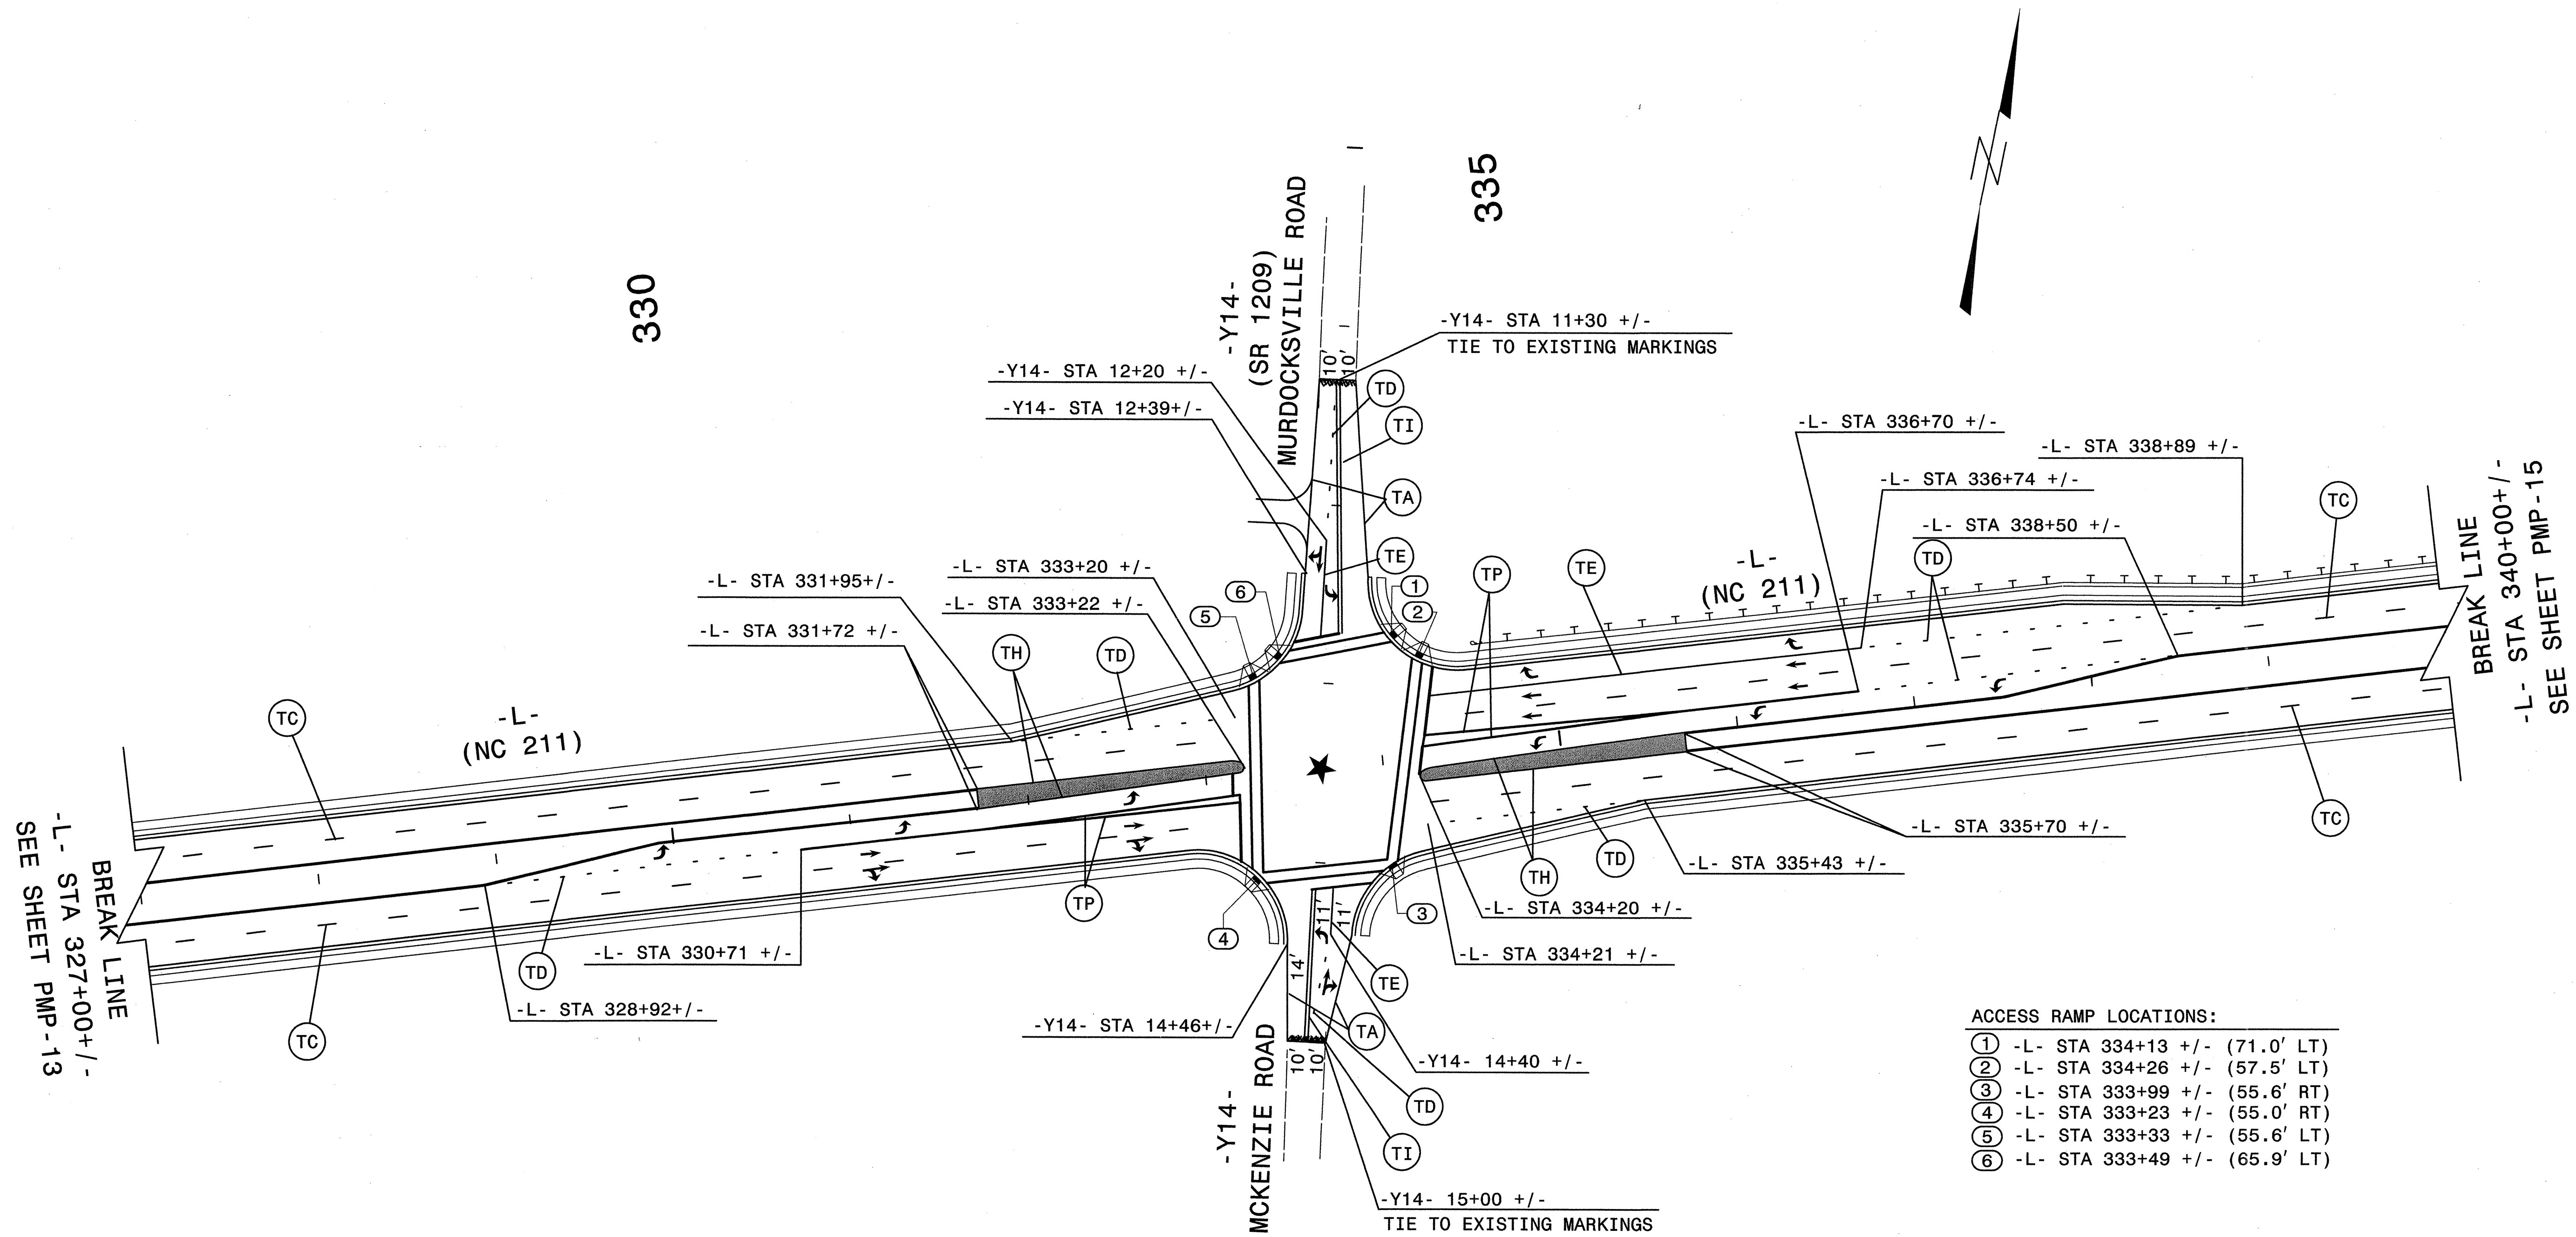 330
335
-Y14-
(SR 1209)
MURDOCKSVILLE ROAD
-Y14- STA 11+30 +/-
TIE TO EXISTING MARKINGS
-Y14- STA 12+20 +/-
-Y14- STA 12+39+/-
10'
10'
TD
TI
TA
TE
-L- STA 336+70 +/-
-L- STA 338+89 +/-
-L- STA 336+74 +/-
-L- STA 338+50 +/-
TC
TD
TP
TE
-L-
(NC 211)
BREAK LINE
-L- STA 340+00+/-
SEE SHEET PMP-15
-L- STA 333+20 +/-
-L- STA 331+95+/-
-L- STA 333+22 +/-
-L- STA 331+72 +/-
6
5
1
2
TH
TD
TC
-L-
(NC 211)
BREAK LINE
-L- STA 327+00+/-
SEE SHEET PMP-13
TC
TD
-L- STA 330+71 +/-
-L- STA 328+92+/-
TP
4
3
TH
TD
-L- STA 335+70 +/-
-L- STA 335+43 +/-
TC
-L- STA 334+20 +/-
-L- STA 334+21 +/-
11'
11'
14'
TE
TA
-Y14- STA 14+46+/-
-Y14- 14+40 +/-
10'
10'
TD
TI
-Y14-
MCKENZIE ROAD
-Y14- 15+00 +/-
TIE TO EXISTING MARKINGS
ACCESS RAMP LOCATIONS:
1 -L- STA 334+13 +/- (71.0' LT)
2 -L- STA 334+26 +/- (57.5' LT)
3 -L- STA 333+99 +/- (55.6' RT)
4 -L- STA 333+23 +/- (55.0' RT)
5 -L- STA 333+33 +/- (55.6' LT)
6 -L- STA 333+49 +/- (65.9' LT)
N